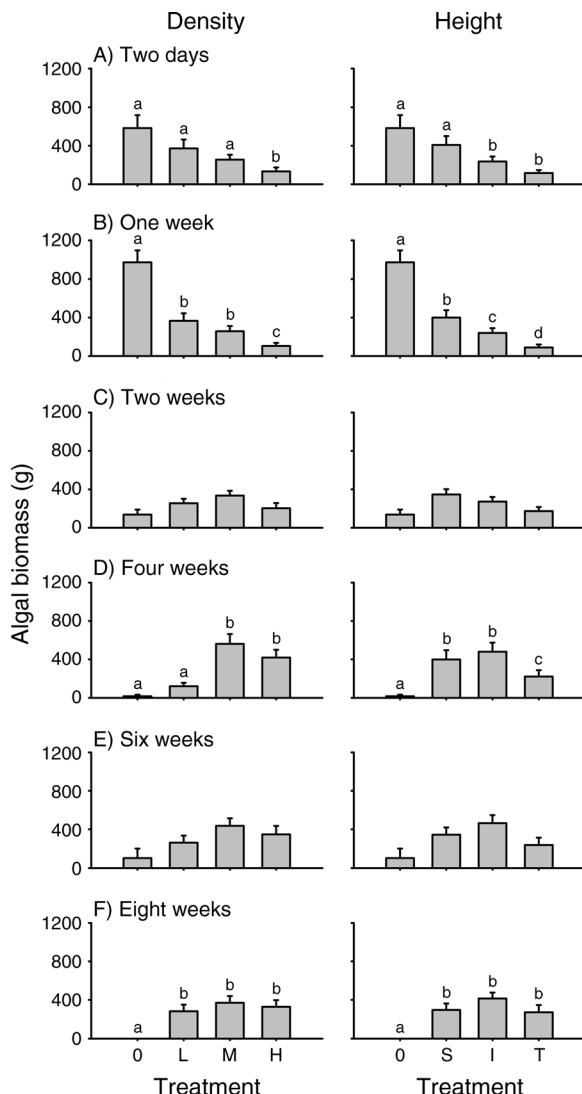 Density Height
A) Two days
1200
800
400
0
a a a b
a a b b
B) One week
1200
800
400
0
a b b c
a b c d
C) Two weeks
1200
800
400
0
D) Four weeks
1200
800
400
0
a a b b
a b b c
E) Six weeks
1200
800
400
0
F) Eight weeks
1200
800
400
0
a b b b
a b b b
0 L M H
0 S I T
Treatment Treatment
Algal biomass (g)